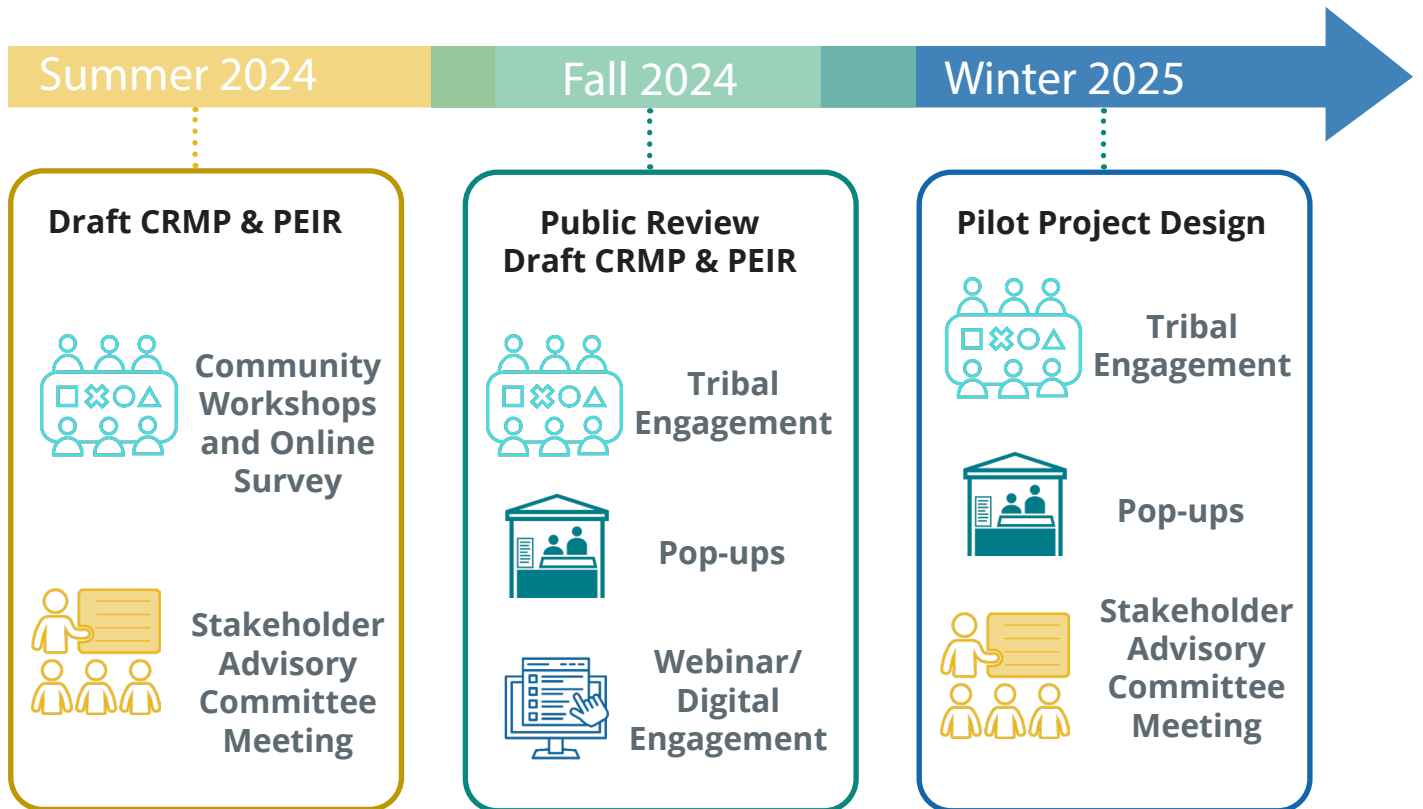 Summer 2024
Fall 2024
Winter 2025
Draft CRMP & PEIR
Community
Workshops
and Online
Survey
Stakeholder
Advisory
Committee
Meeting
Public Review
Draft CRMP & PEIR
Tribal
Engagement
Pop-ups
Webinar/
Digital
Engagement
Pilot Project Design
Tribal
Engagement
Pop-ups
Stakeholder
Advisory
Committee
Meeting